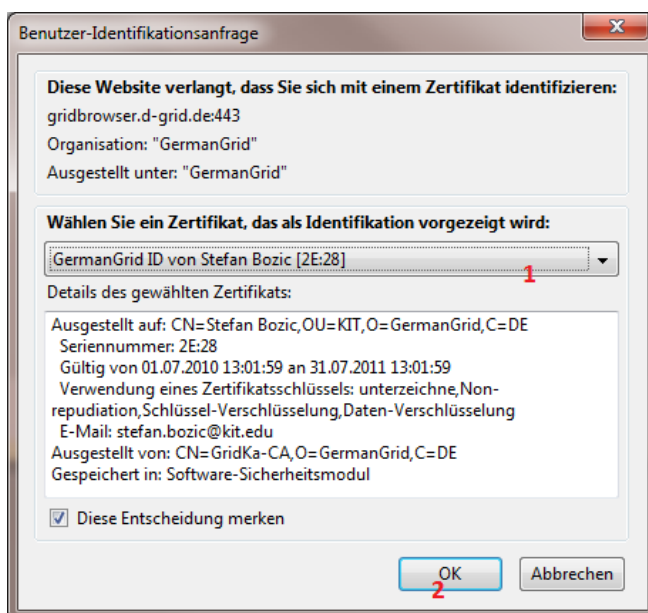 Benutzer-Identifikationsanfrage
Diese Website verlangt, dass Sie sich mit einem Zertifikat identifizieren:
gridbrowser.d-grid.de:443
Organisation: "GermanGrid"
Ausgestellt unter: "GermanGrid"
Wählen Sie ein Zertifikat, das als Identifikation vorgezeigt wird:
GermanGrid ID von Stefan Bozic [2E:28]
1
Details des gewählten Zertifikats:
Ausgestellt auf: CN=Stefan Bozic,OU=KIT,O=GermanGrid,C=DE
Seriennummer: 2E:28
Gültig von 01.07.2010 13:01:59 an 31.07.2011 13:01:59
Verwendung eines Zertifikatsschlüssels: unterzeichne,Non-
repudiation,Schlüssel-Verschlüsselung,Daten-Verschlüsselung
E-Mail: stefan.bozic@kit.edu
Ausgestellt von: CN=GridKa-CA,O=GermanGrid,C=DE
Gespeichert in: Software-Sicherheitsmodul
Diese Entscheidung merken
OK Abbrechen
2